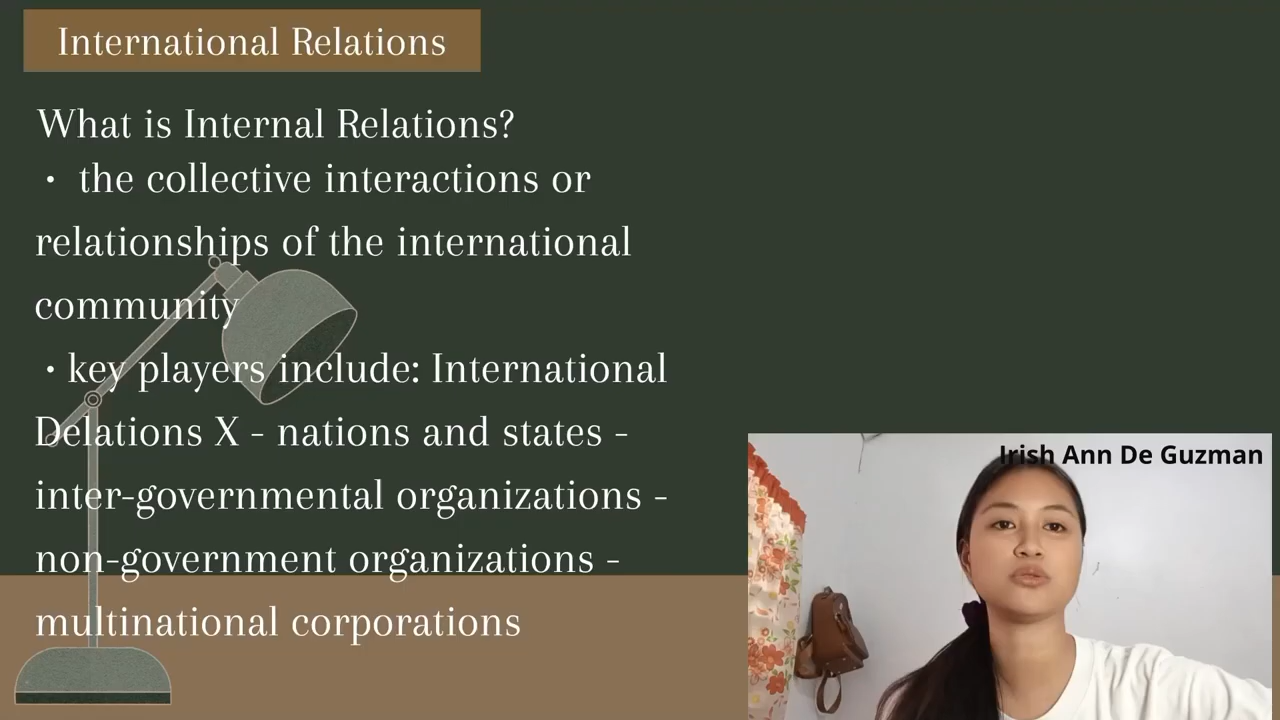 International Relations
What is Internal Relations?
• the collective interactions or
relationships of the international
community
• key players include: International
Delations X - nations and states -
inter-governmental organizations -
non-government organizations -
multinational corporations
Irish Ann De Guzman